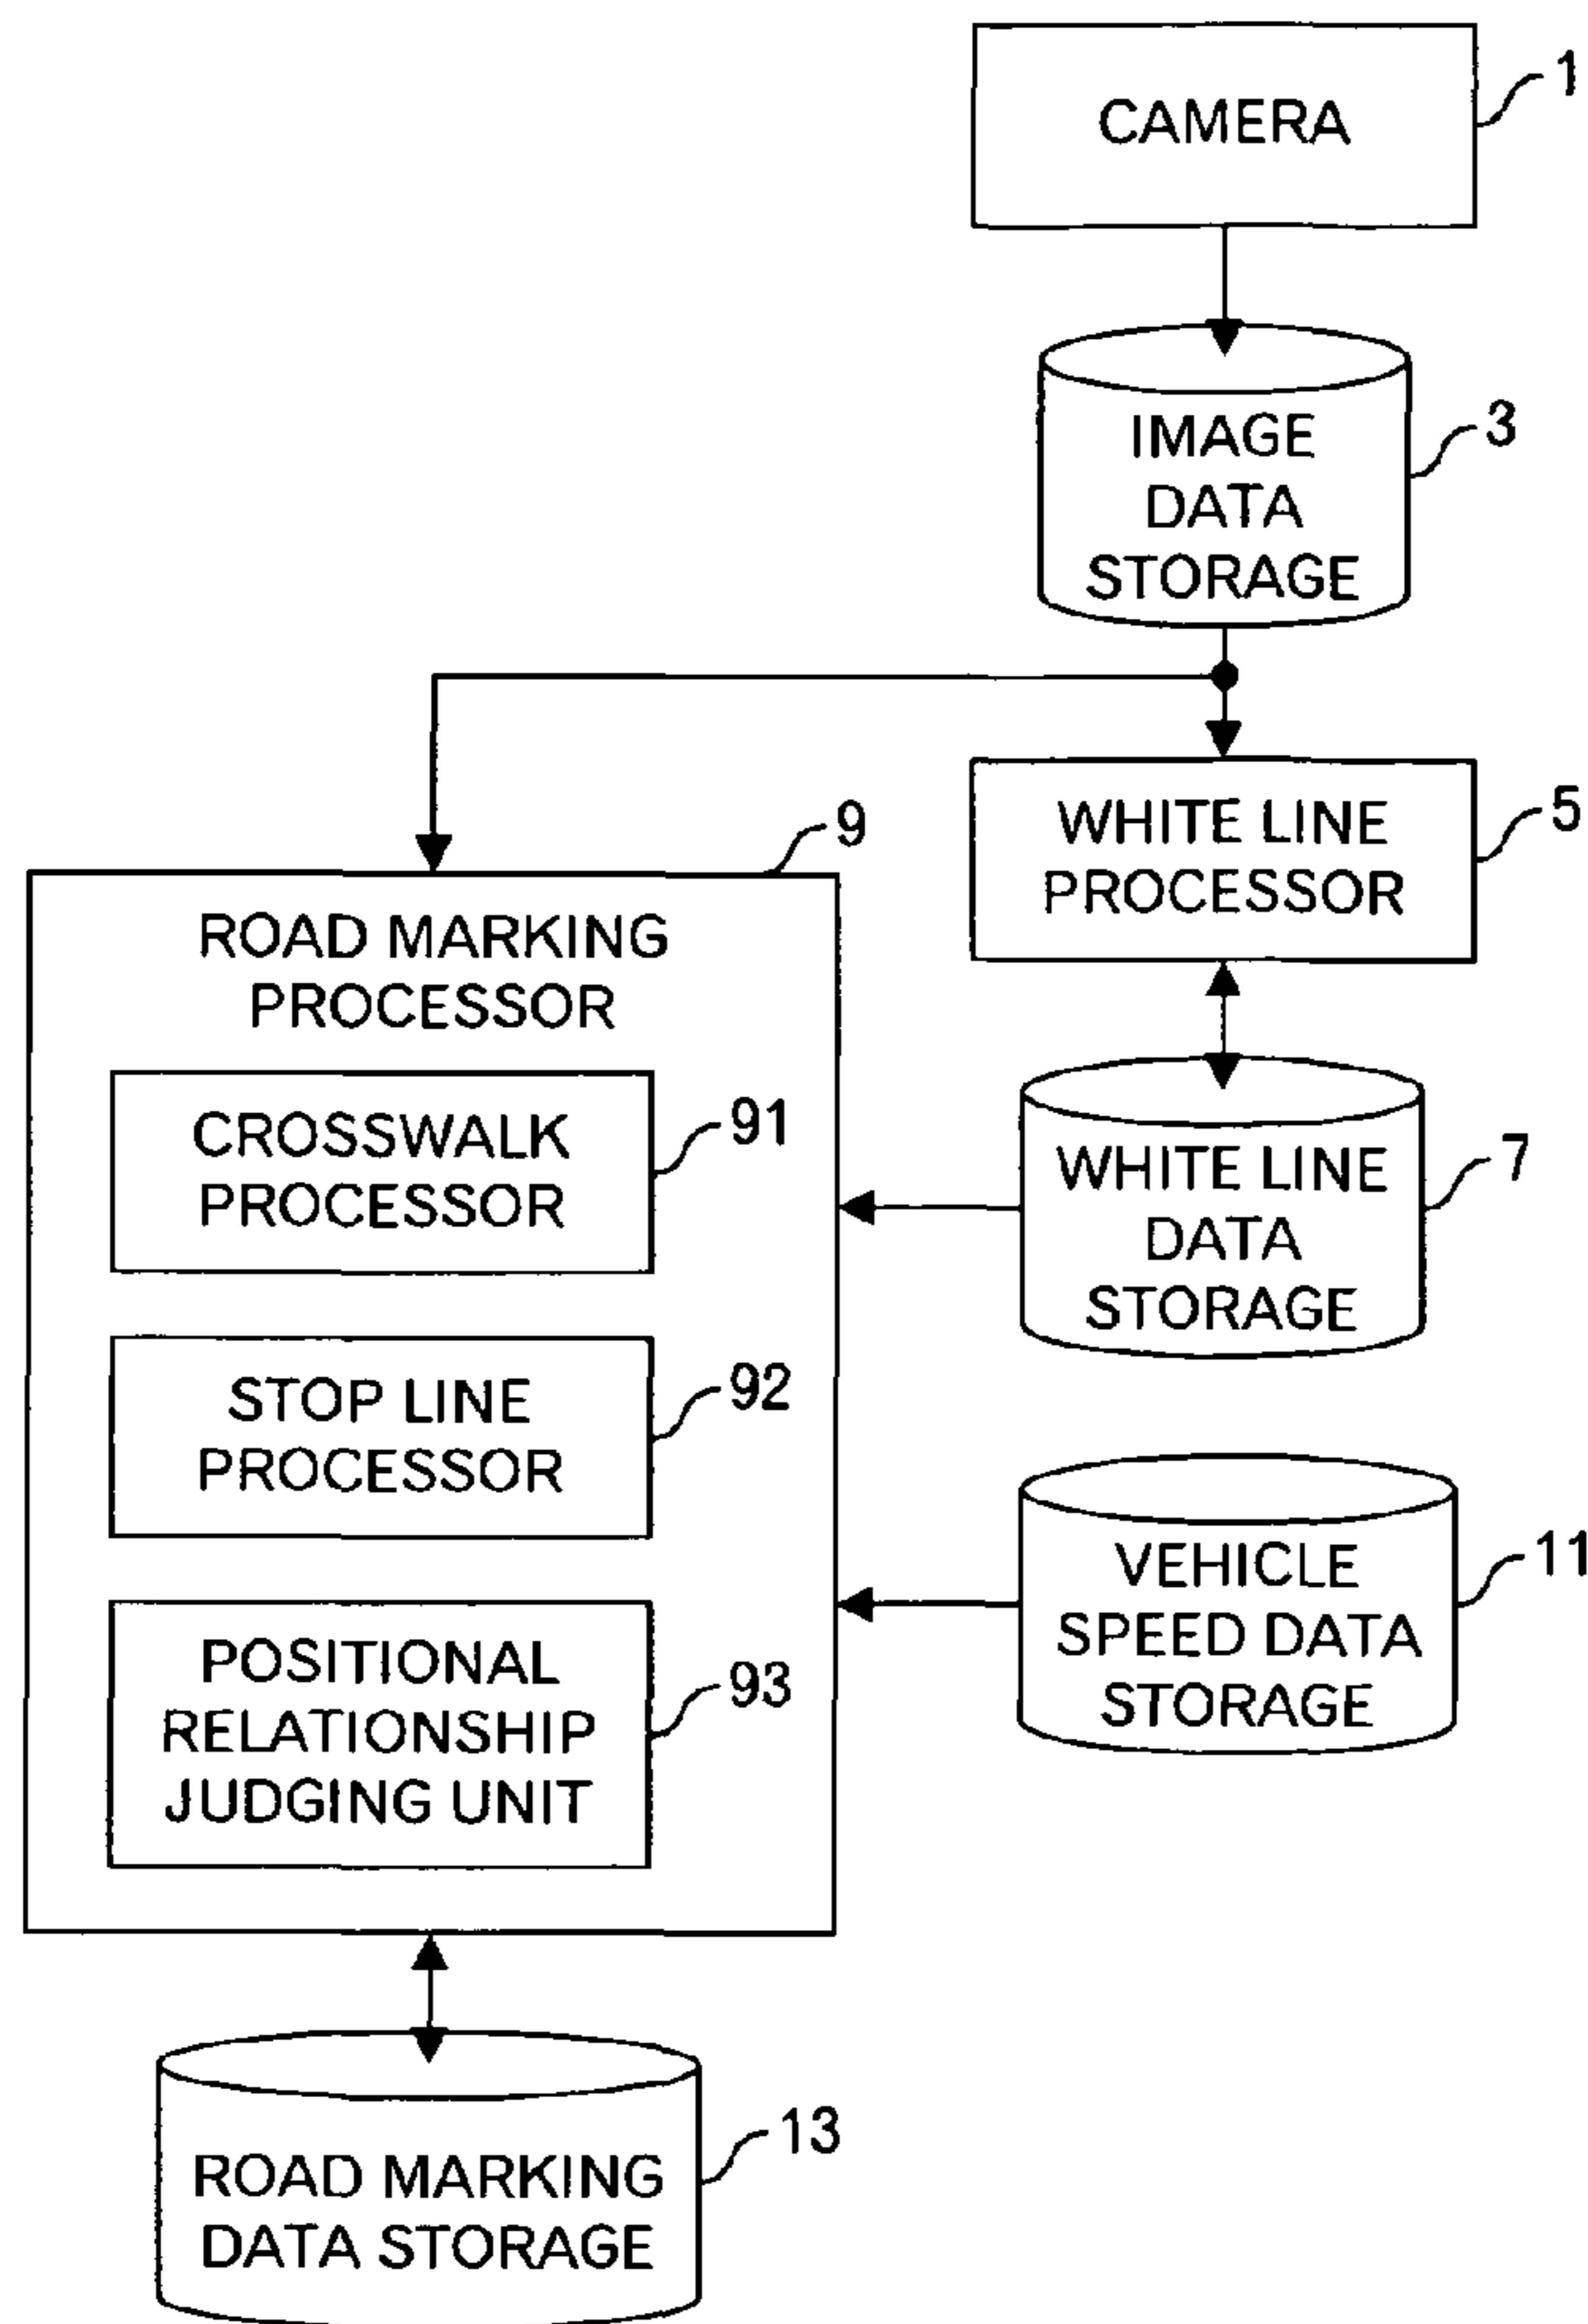 CAMERA
1
IMAGE
DATA
STORAGE
3
WHITE LINE
PROCESSOR
5
9
ROAD MARKING
PROCESSOR
CROSSWALK
PROCESSOR
91
WHITE LINE
DATA
STORAGE
7
STOP LINE
PROCESSOR
92
VEHICLE
SPEED DATA
STORAGE
11
POSITIONAL
RELATIONSHIP
JUDGING UNIT
93
ROAD MARKING
DATA STORAGE
13